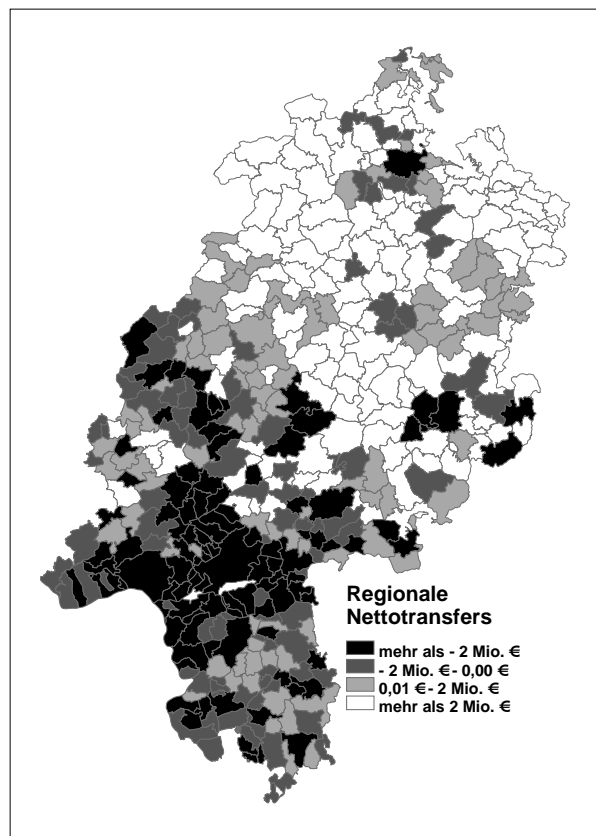 Regionale
Nettotransfers
mehr als - 2 Mio. €
- 2 Mio. € - 0,00 €
0,01 € - 2 Mio. €
mehr als 2 Mio. €